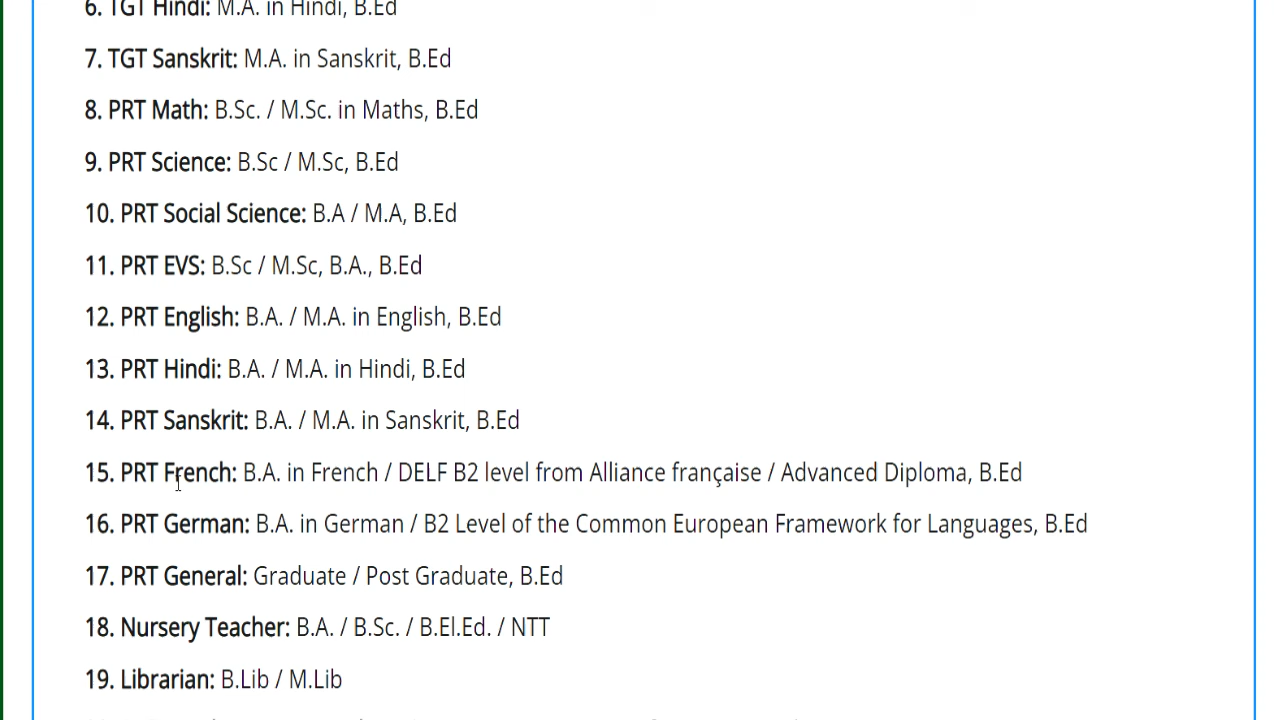 6. TGT Hindi: M.A. in Hindi, B.Ed
7. TGT Sanskrit: M.A. in Sanskrit, B.Ed
8. PRT Math: B.Sc. / M.Sc. in Maths, B.Ed
9. PRT Science: B.Sc / M.Sc, B.Ed
10. PRT Social Science: B.A / M.A, B.Ed
11. PRT EVS: B.Sc / M.Sc, B.A., B.Ed
12. PRT English: B.A. / M.A. in English, B.Ed
13. PRT Hindi: B.A. / M.A. in Hindi, B.Ed
14. PRT Sanskrit: B.A. / M.A. in Sanskrit, B.Ed
15. PRT French: B.A. in French / DELF B2 level from Alliance française / Advanced Diploma, B.Ed
16. PRT German: B.A. in German / B2 Level of the Common European Framework for Languages, B.Ed
17. PRT General: Graduate / Post Graduate, B.Ed
18. Nursery Teacher: B.A. / B.Sc. / B.El.Ed. / NTT
19. Librarian: B.Lib / M.Lib